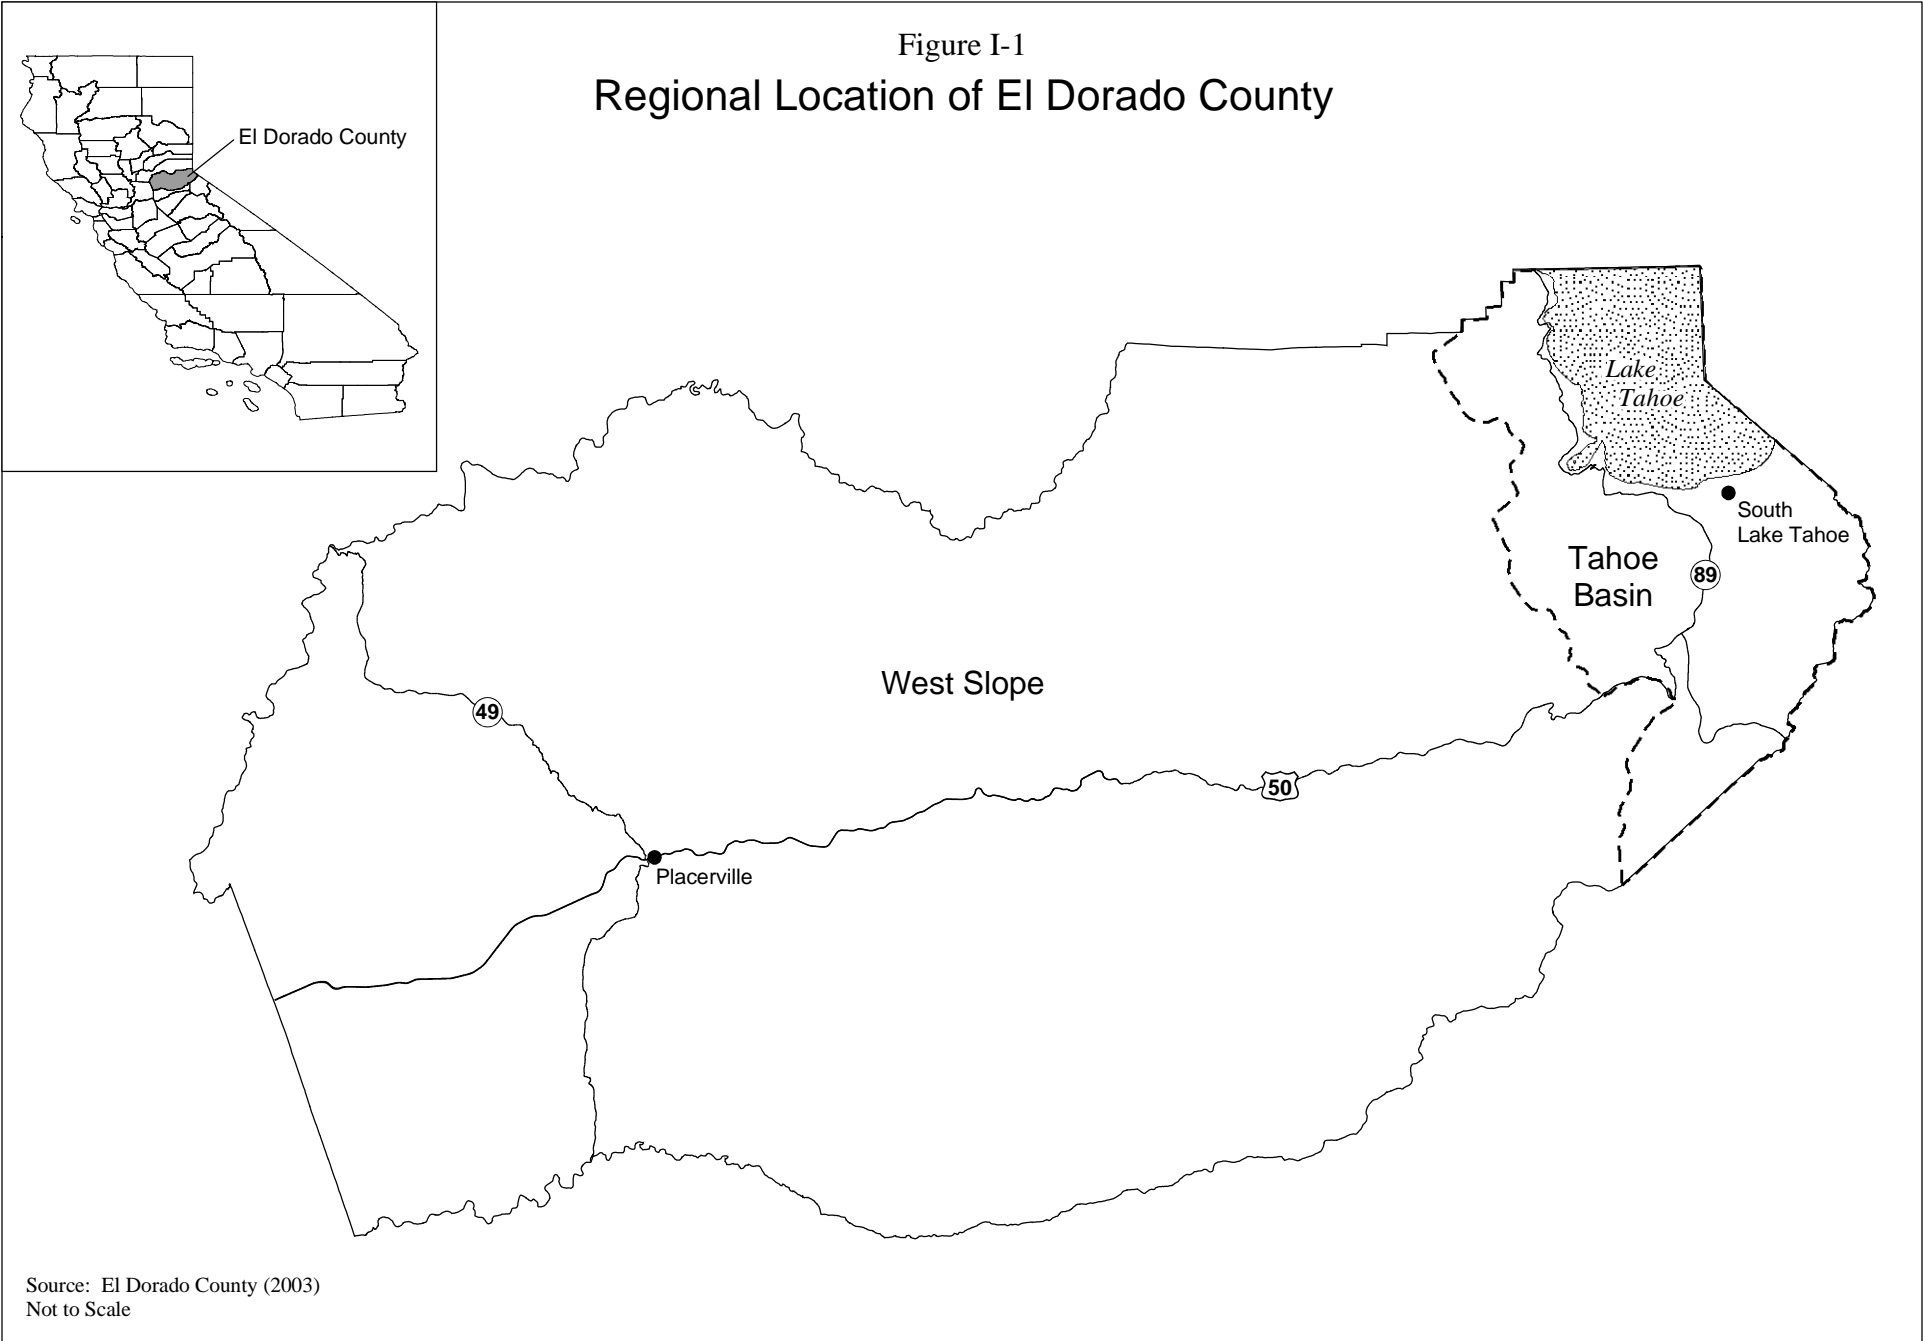 Figure I-1
Regional Location of El Dorado County
El Dorado County
Lake
Tahoe
South
Lake Tahoe
Tahoe
Basin
89
West Slope
49
50
Placerville
Source: El Dorado County (2003)
Not to Scale